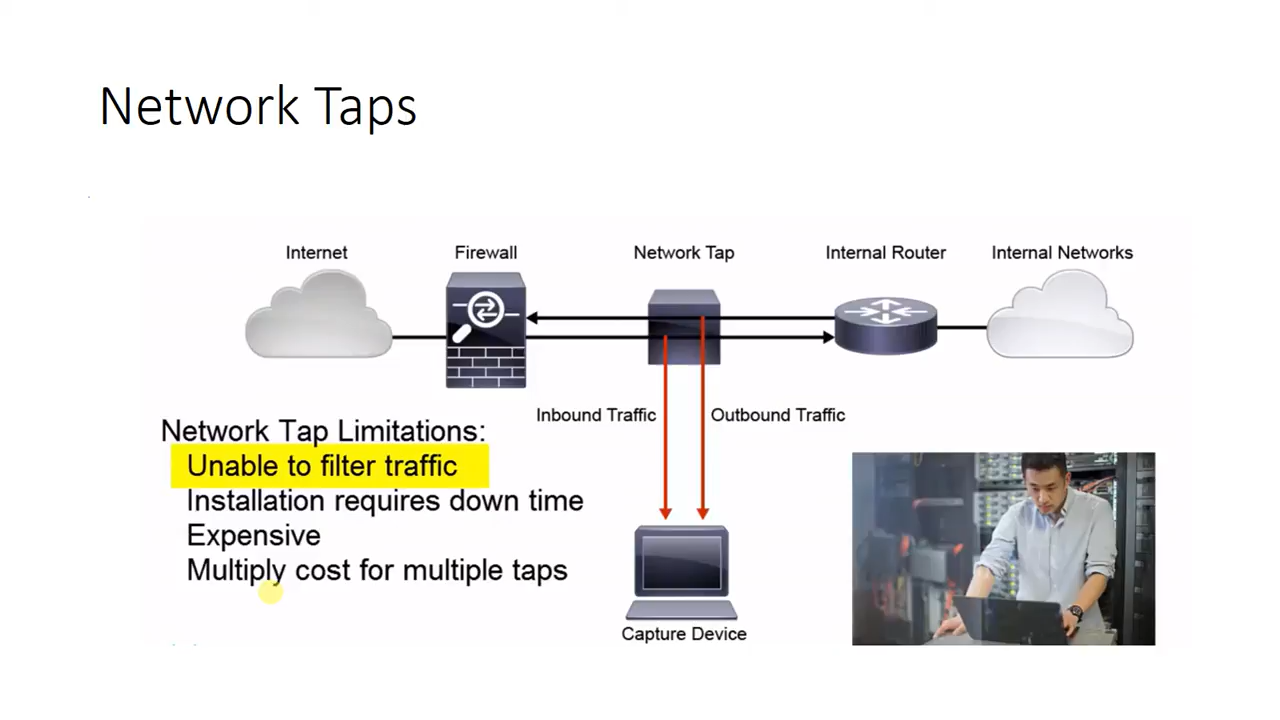 Network Taps
Internet
Firewall
Network Tap
Internal Router
Internal Networks
Inbound Traffic
Outbound Traffic
Network Tap Limitations:
Unable to filter traffic
Installation requires down time
Expensive
Multiply cost for multiple taps
Capture Device